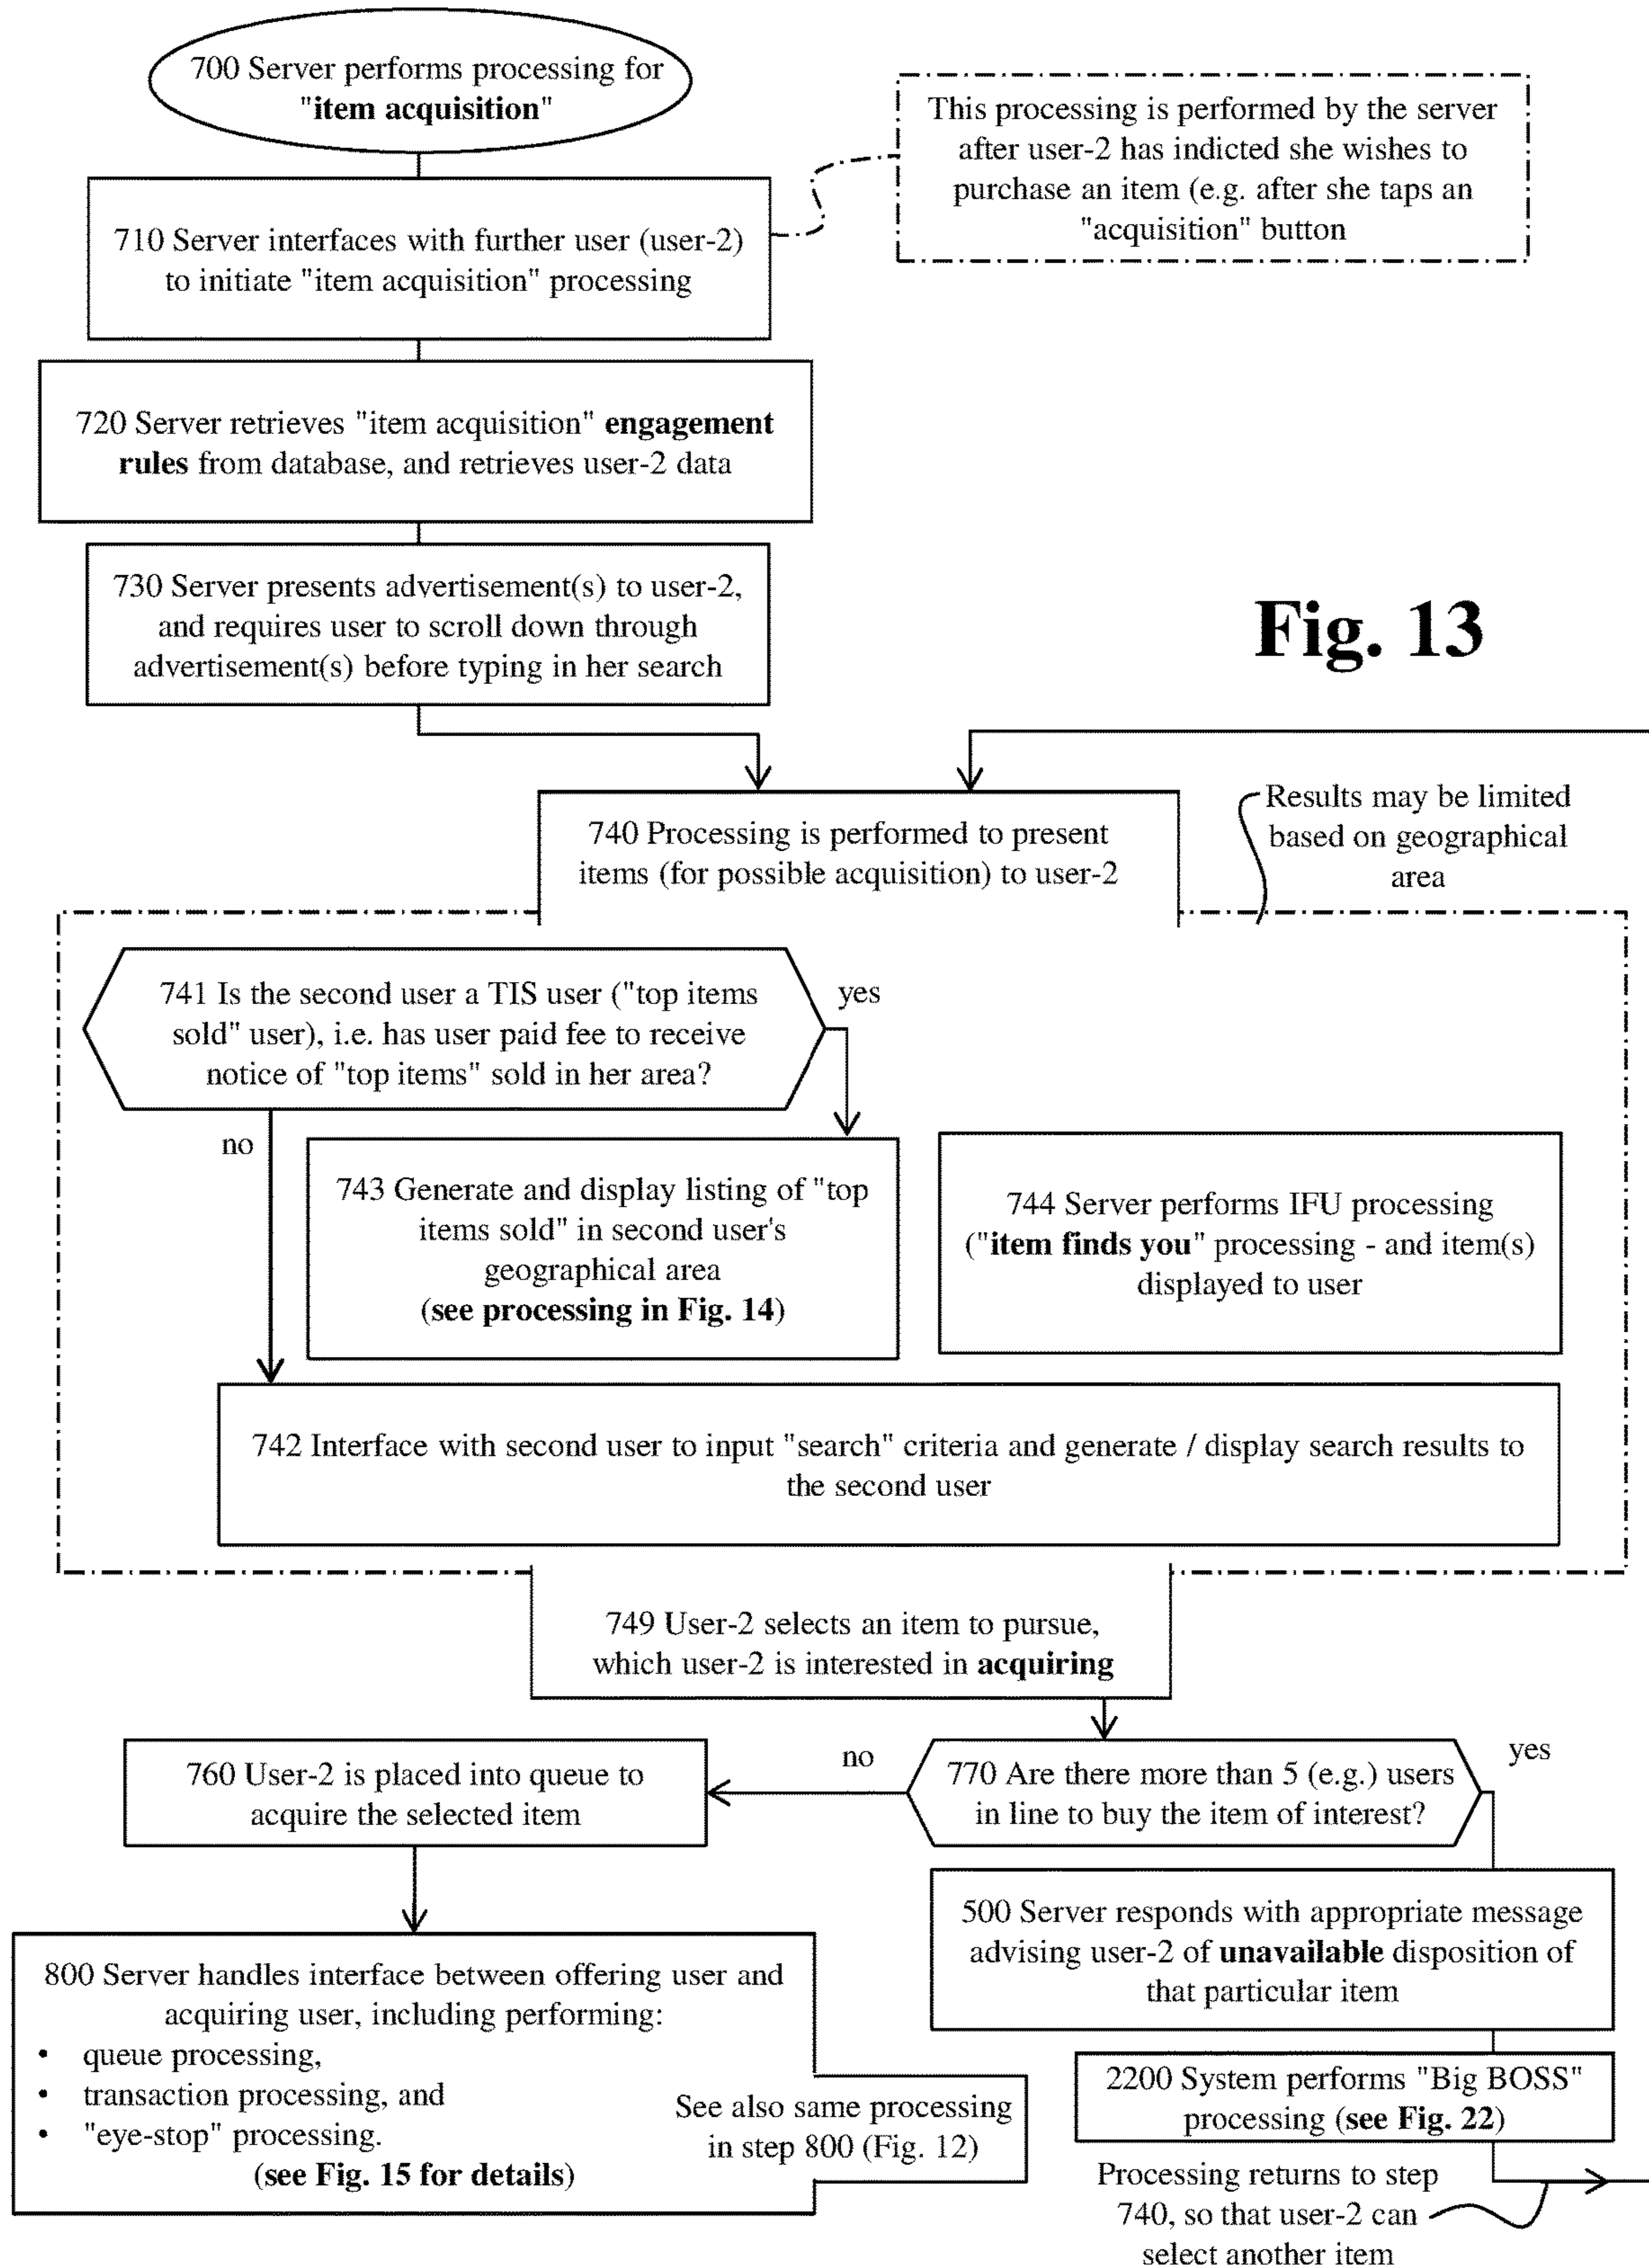 700 Server performs processing for
"item acquisition"
This processing is performed by the server
after user-2 has indicted she wishes to
purchase an item (e.g. after she taps an
"acquisition" button
710 Server interfaces with further user (user-2)
to initiate "item acquisition" processing
720 Server retrieves "item acquisition" engagement
rules from database, and retrieves user-2 data
730 Server presents advertisement(s) to user-2,
and requires user to scroll down through
advertisement(s) before typing in her search
Fig. 13
740 Processing is performed to present
items (for possible acquisition) to user-2
Results may be limited
based on geographical
area
741 Is the second user a TIS user ("top items
sold" user), i.e. has user paid fee to receive
notice of "top items" sold in her area?
yes
no
743 Generate and display listing of "top
items sold" in second user's
geographical area
(see processing in Fig. 14)
744 Server performs IFU processing
("item finds you" processing - and item(s)
displayed to user
742 Interface with second user to input "search" criteria and generate / display search results to
the second user
749 User-2 selects an item to pursue,
which user-2 is interested in acquiring
760 User-2 is placed into queue to
acquire the selected item
no
770 Are there more than 5 (e.g.) users
in line to buy the item of interest?
yes
500 Server responds with appropriate message
advising user-2 of unavailable disposition of
that particular item
800 Server handles interface between offering user and
acquiring user, including performing:
• queue processing,
• transaction processing, and
• "eye-stop" processing.
(see Fig. 15 for details)
See also same processing
in step 800 (Fig. 12)
2200 System performs "Big BOSS"
processing (see Fig. 22)
Processing returns to step
740, so that user-2 can
select another item